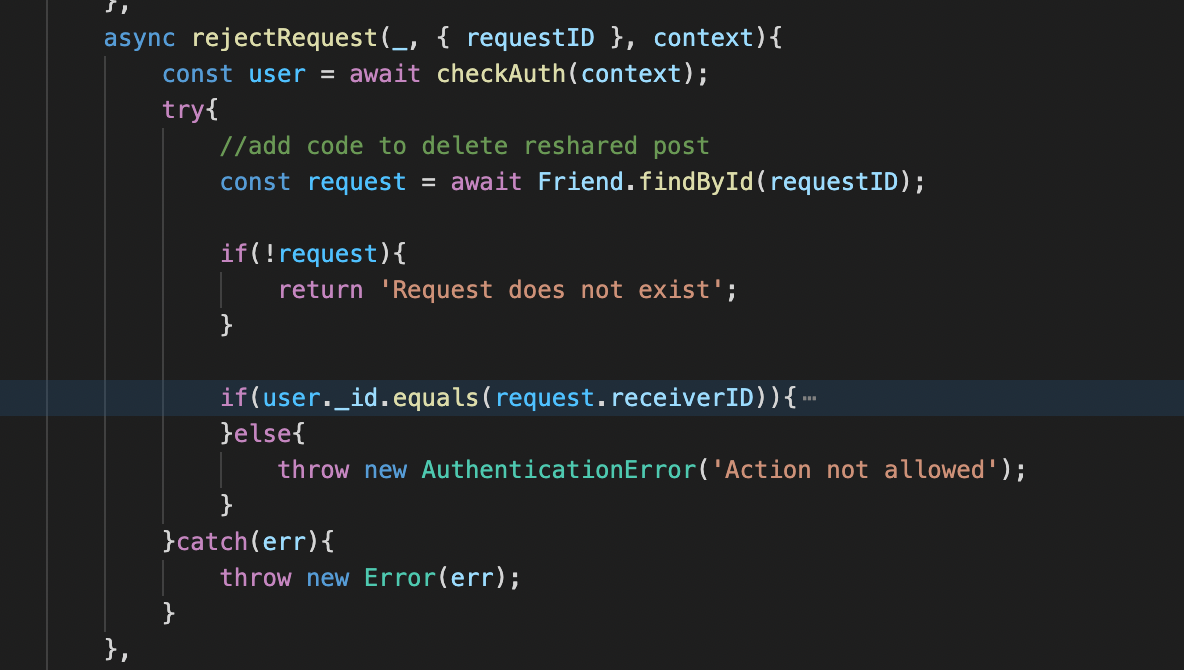 },
async rejectRequest(_, { requestID }, context){
const user = await checkAuth(context);
try{
//add code to delete reshared post
const request = await Friend.findById(requestID);
if(!request){
return 'Request does not exist';
}
if(user._id.equals(request.receiverID)){⋯
}else{
throw new AuthenticationError('Action not allowed');
}
}catch(err){
throw new Error(err);
}
},